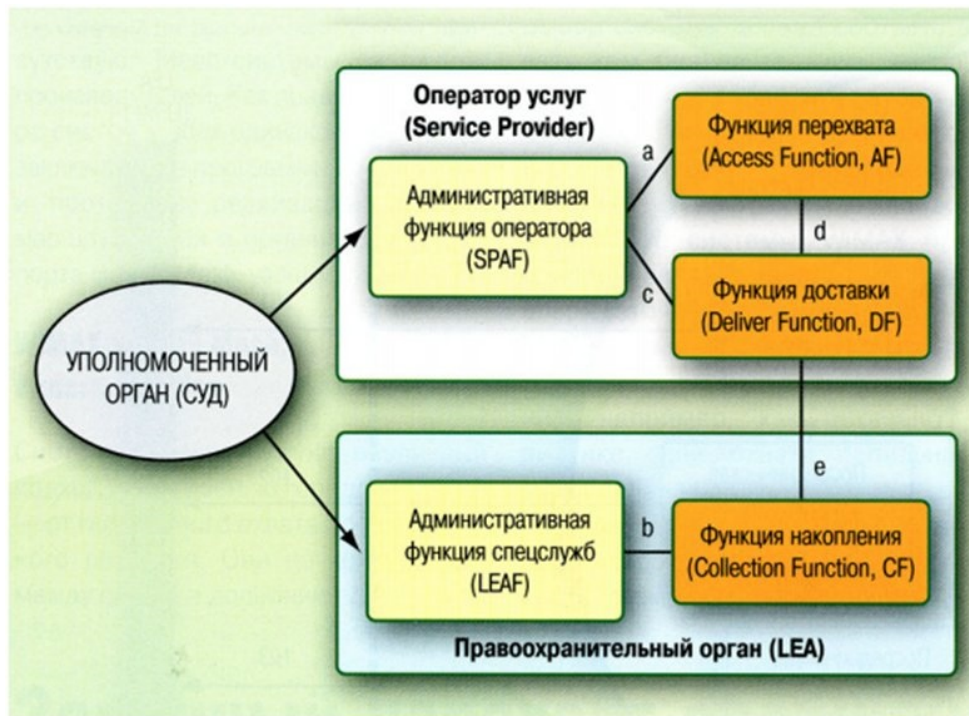 Оператор услуг
(Service Provider)
Функция перехвата
(Access Function, AF)
a
Административная
функция оператора
(SPAF)
d
c
Функция доставки
(Deliver Function, DF)
УПОЛНОМОЧЕННЫЙ
ОРГАН (СУД)
e
Административная
функция спецслужб
(LEAF)
b
Функция накопления
(Collection Function, CF)
Правоохранительный орган (LEA)